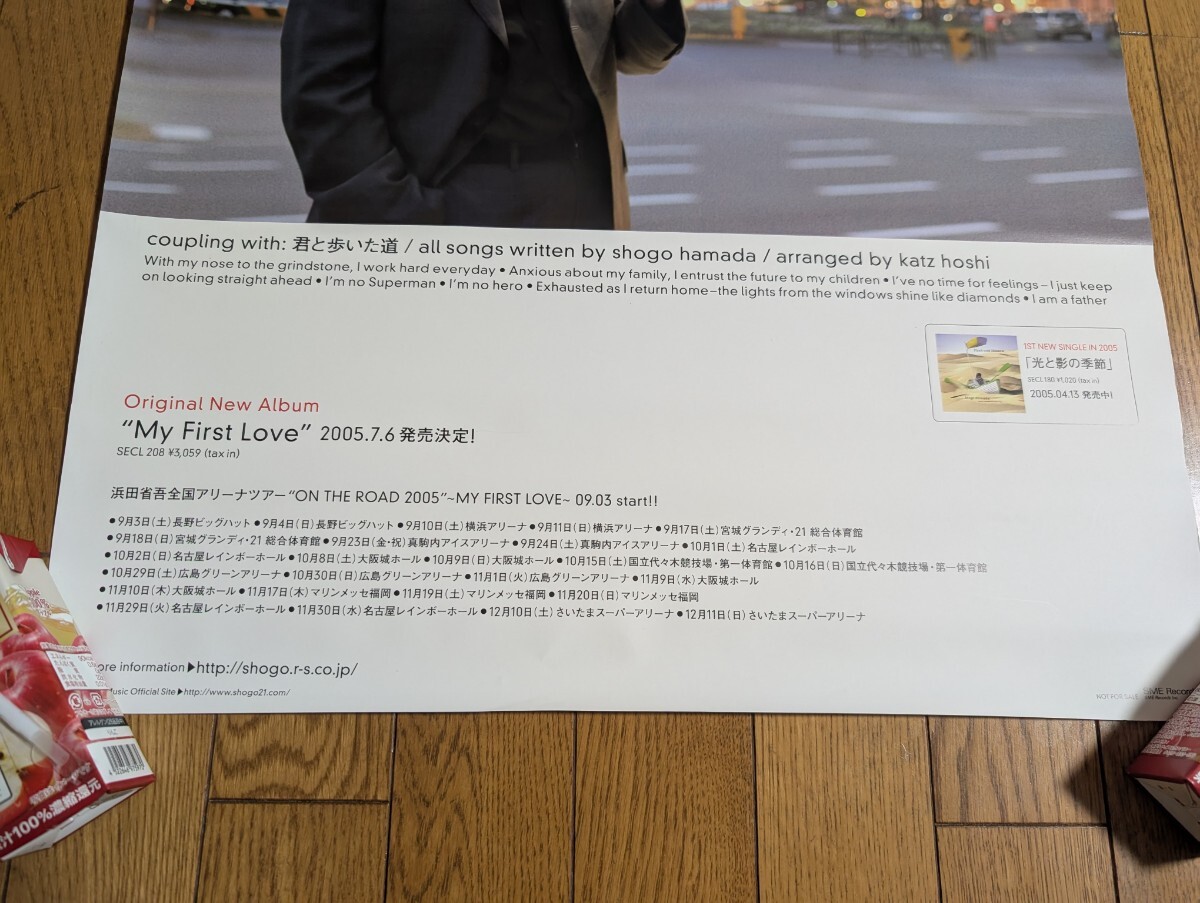 coupling with: 君と歩いた道 / all songs written by shogo hamada / arranged by katz hoshi
With my nose to the grindstone, I work hard everyday • Anxious about my family, I entrust the future to my children • I've no time for feelings – I just keep
on looking straight ahead • I'm no Superman • I'm no hero • Exhausted as I return home–the lights from the windows shine like diamonds • I am a father
1ST NEW SINGLE IN 2005
「光と影の季節」
SECL 180 ¥1,020 (tax in)
2005.04.13 発売中!
Original New Album
"My First Love" 2005.7.6 発売決定!
SECL 208 ¥3,059 (tax in)
浜田省吾全国アリーナツアー"ON THE ROAD 2005"~MY FIRST LOVE~ 09.03 start!!
●9月3日(土)長野ビッグハット ●9月4日(日)長野ビッグハット ●9月10日(土)横浜アリーナ ●9月11日(日)横浜アリーナ ●9月17日(土)宮城グランディ・21 総合体育館
●9月18日(日)宮城グランディ・21 総合体育館 ●9月23日(金・祝)真駒内アイスアリーナ ●9月24日(土)真駒内アイスアリーナ ●10月1日(土)名古屋レインボーホール
●10月2日(日)名古屋レインボーホール ●10月8日(土)大阪城ホール ●10月9日(日)大阪城ホール ●10月15日(土)国立代々木競技場・第一体育館 ●10月16日(日)国立代々木競技場・第一体育館
●10月29日(土)広島グリーンアリーナ ●10月30日(日)広島グリーンアリーナ ●11月1日(火)広島グリーンアリーナ ●11月9日(水)大阪城ホール
●11月10日(木)大阪城ホール ●11月17日(木)マリンメッセ福岡 ●11月19日(土)マリンメッセ福岡 ●11月20日(日)マリンメッセ福岡
●11月29日(火)名古屋レインボーホール ●11月30日(水)名古屋レインボーホール ●12月10日(土)さいたまスーパーアリーナ ●12月11日(日)さいたまスーパーアリーナ
ore information ▶http://shogo.r-s.co.jp/
usic Official Site ▶http://www.shogo21.com/
NOT FOR SALE
SME Recor
汁100%濃縮還元